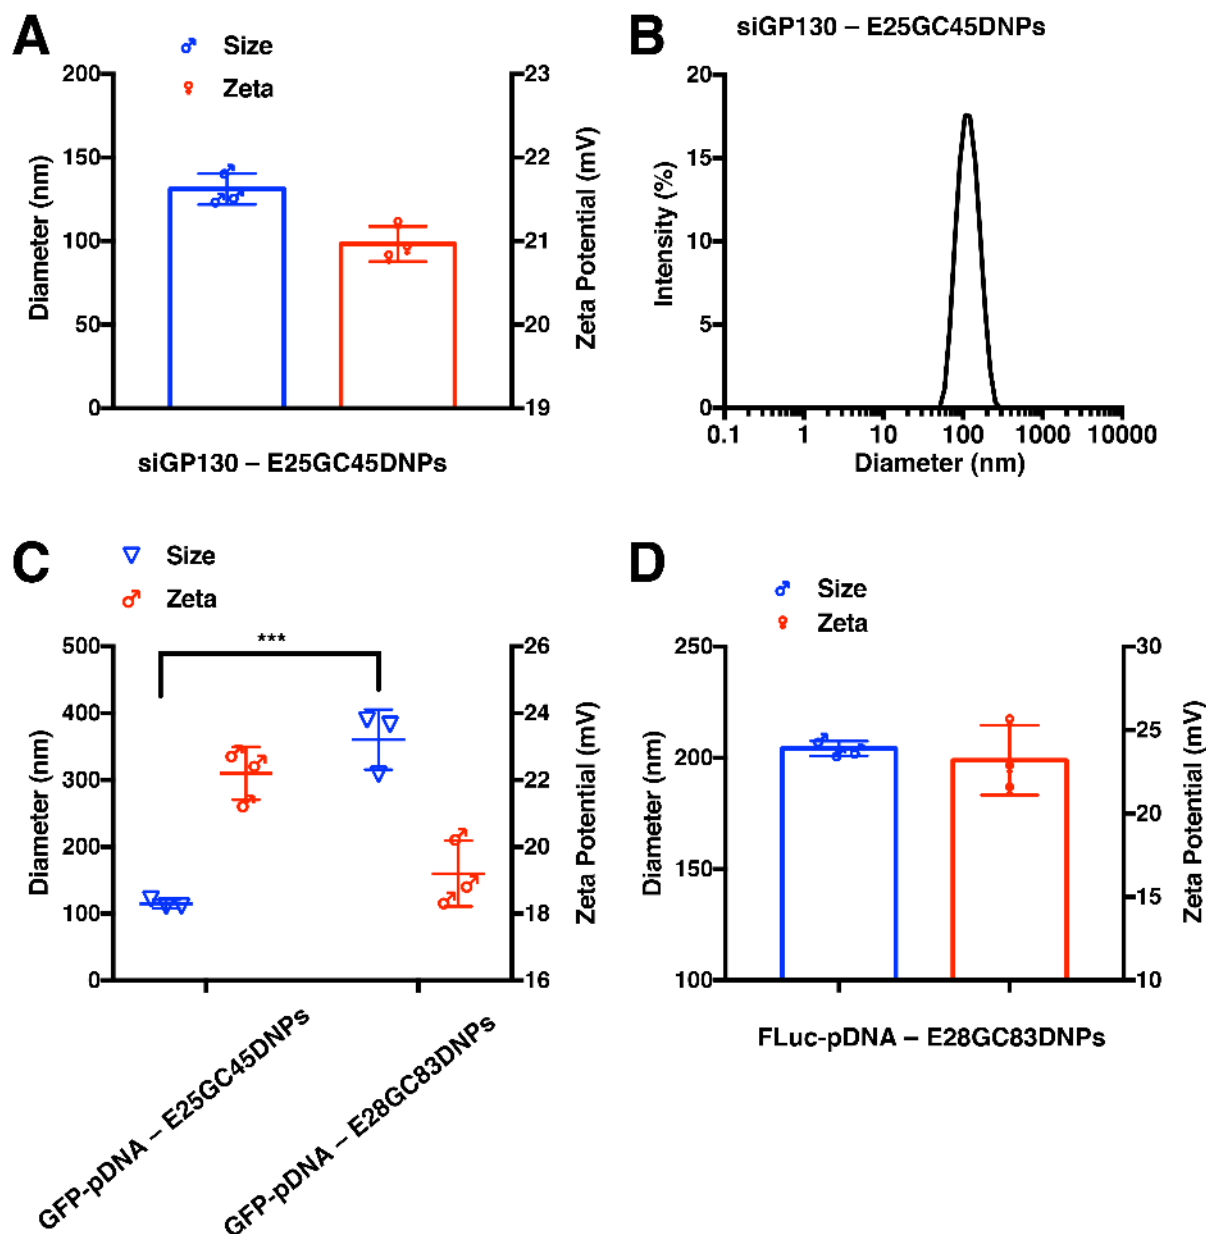 A
Size
Zeta
200
150
100
50
0
Diameter (nm)
23
22
21
20
19
Zeta Potential (mV)
siGP130 – E25GC45DNPs
B
siGP130 – E25GC45DNPs
20
15
10
5
0
Intensity (%)
0.1 1 10 100 1000 10000
Diameter (nm)
C
Size
Zeta
***
500
400
300
200
100
0
Diameter (nm)
26
24
22
20
18
16
Zeta Potential (mV)
GFP-pDNA – E25GC45DNPs
GFP-pDNA – E28GC83DNPs
D
Size
Zeta
250
200
150
100
Diameter (nm)
30
25
20
15
10
Zeta Potential (mV)
FLuc-pDNA – E28GC83DNPs